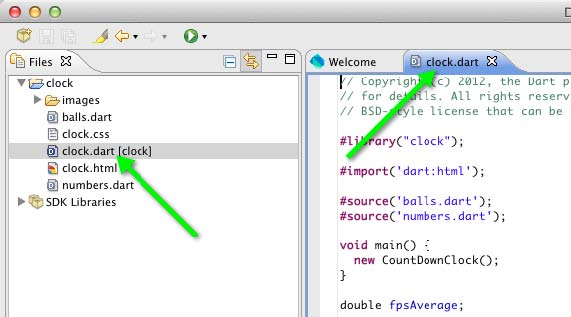 D
Files
Welcome
clock.dart
clock
images
balls.dart
clock.css
clock.dart [clock]
clock.html
numbers.dart
SDK Libraries
// Copyright (c) 2012, the Dart p
// for details. All rights reserv
// BSD-style license that can be
#library("clock");
#import('dart:html');
#source('balls.dart');
#source('numbers.dart');
void main() {
new CountDownClock();
}
double fpsAverage;